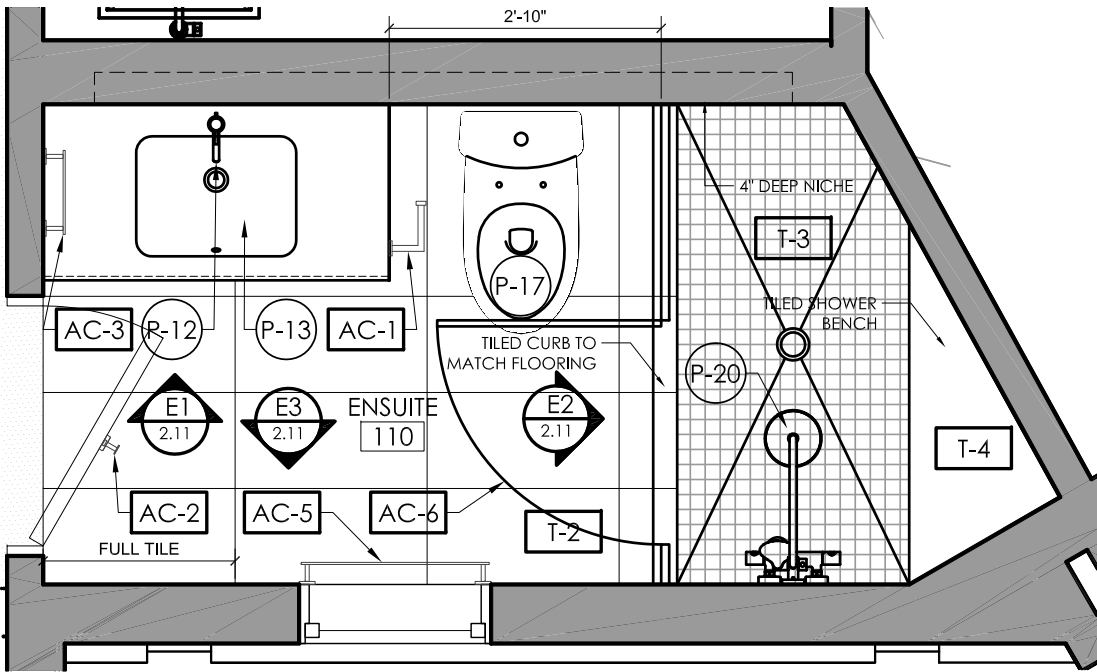 2'-10"
4" DEEP NICHE
T-3
P-17
TILED SHOWER
BENCH
AC-3
P-12
P-13
AC-1
TILED CURB TO
MATCH FLOORING
P-20
E1
2.11
E3
2.11
ENSUITE
110
E2
2.11
T-4
AC-2
AC-5
AC-6
T-2
FULL TILE